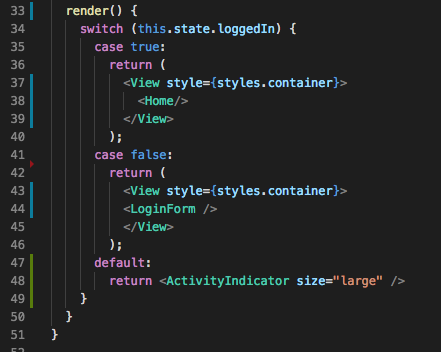 33 render() {
34 switch (this.state.loggedIn) {
35 case true:
36 return (
37 <View style={styles.container}>
38 <Home/>
39 </View>
40 );
41 case false:
42 return (
43 <View style={styles.container}>
44 <LoginForm />
45 </View>
46 );
47 default:
48 return <ActivityIndicator size="large" />
49 }
50 }
51 }
52